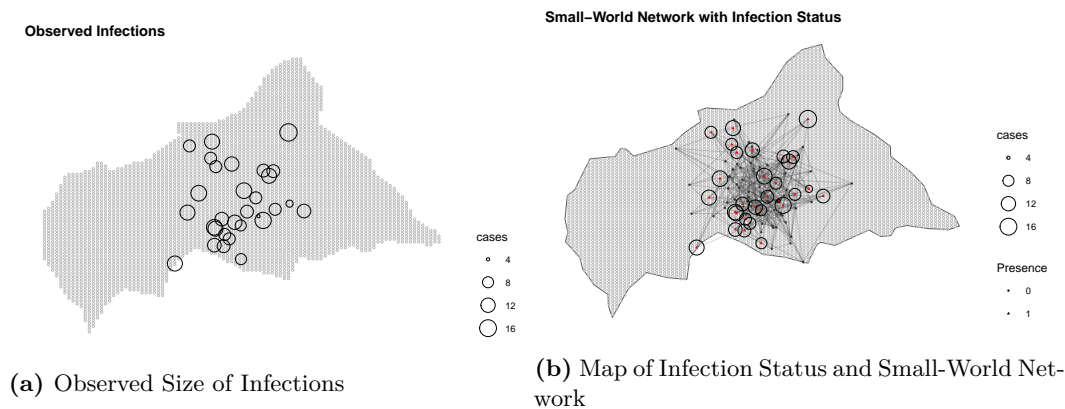 Observed Infections
cases
4
8
12
16
(a) Observed Size of Infections
Small−World Network with Infection Status
cases
4
8
12
16
Presence
0
1
(b) Map of Infection Status and Small-World Net-
work